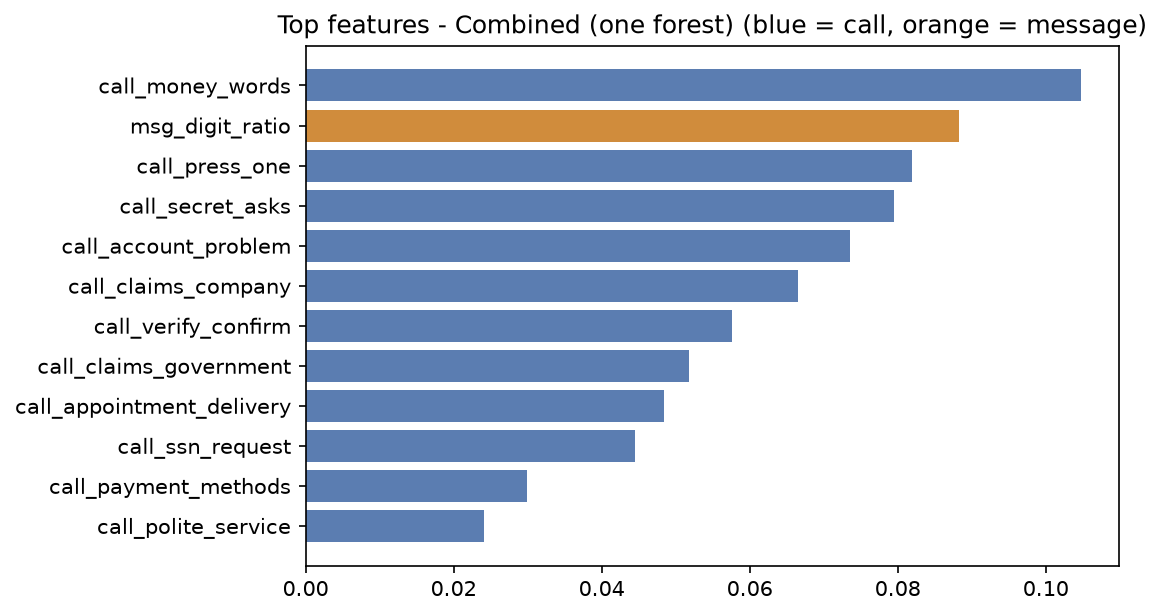 Top features - Combined (one forest) (blue = call, orange = message)
call_money_words
msg_digit_ratio
call_press_one
call_secret_asks
call_account_problem
call_claims_company
call_verify_confirm
call_claims_government
call_appointment_delivery
call_ssn_request
call_payment_methods
call_polite_service
0.00 0.02 0.04 0.06 0.08 0.10